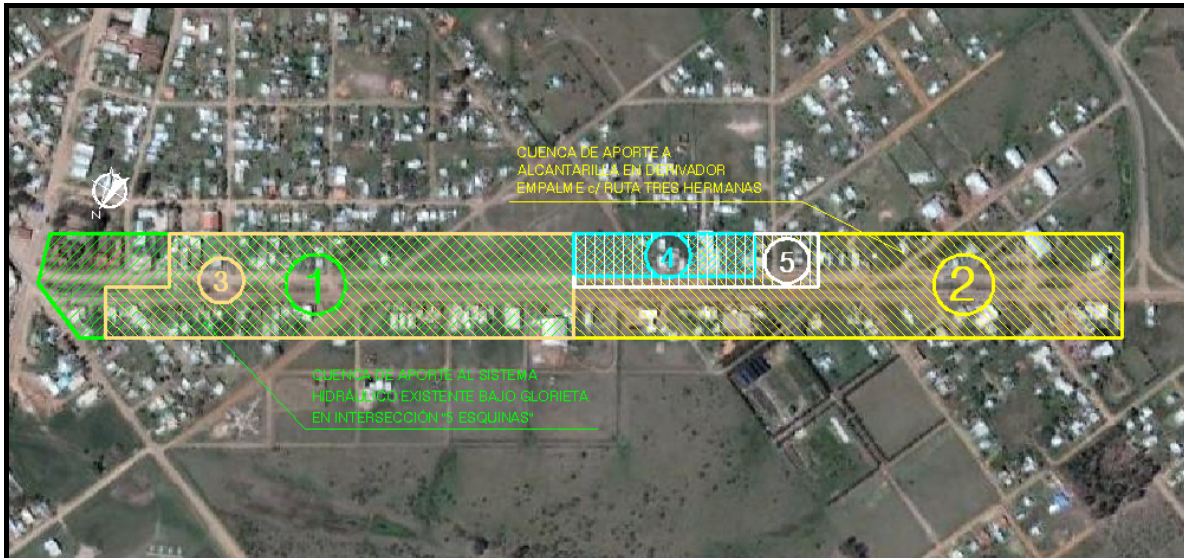 CUENCA DE APORTE A
ALCANTARILLA EN DERIVADOR
EMPALME c/ RUTA TRES HERMANAS
4
5
3
1
2
N
CUENCA DE APORTE AL SISTEMA
HIDRÁULICO EXISTENTE BAJO GLORIETA
EN INTERSECCIÓN "5 ESQUINAS"